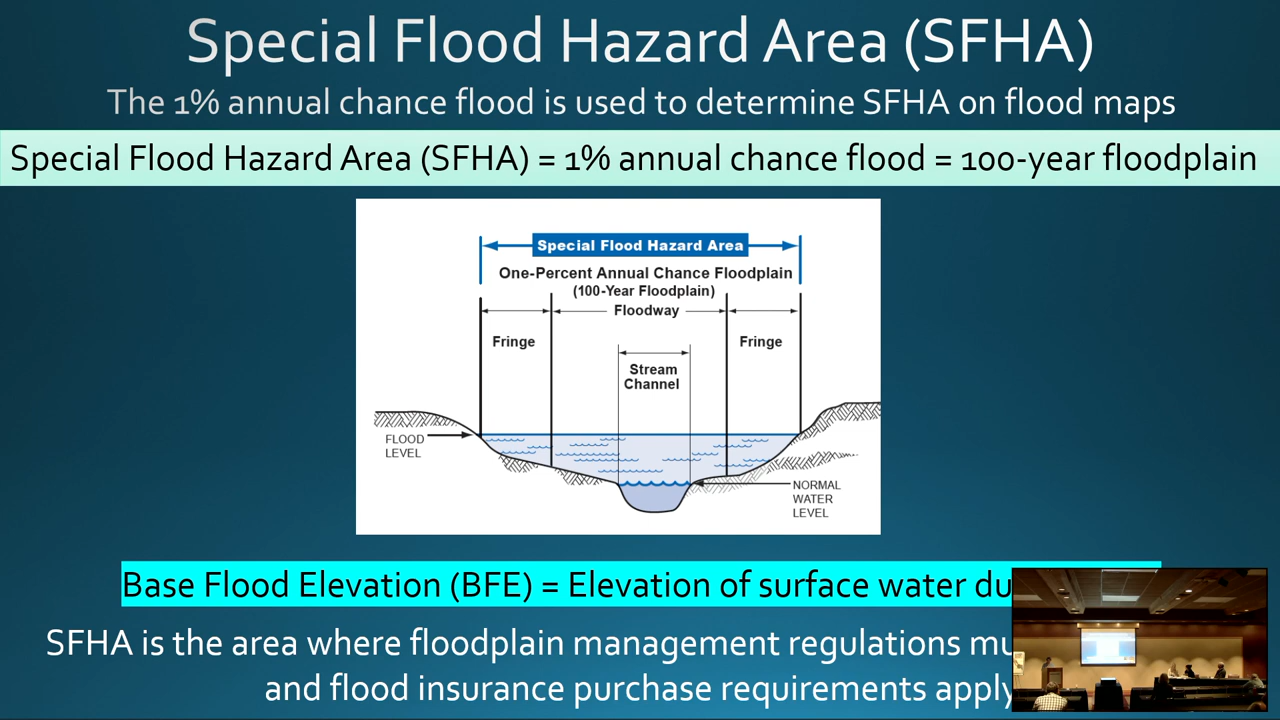 Special Flood Hazard Area (SFHA)
The 1% annual chance flood is used to determine SFHA on flood maps
Special Flood Hazard Area (SFHA) = 1% annual chance flood = 100-year floodplain
Special Flood Hazard Area
One-Percent Annual Chance Floodplain
(100-Year Floodplain)
Floodway
Fringe
Fringe
Stream
Channel
FLOOD
LEVEL
NORMAL
WATER
LEVEL
Base Flood Elevation (BFE) = Elevation of surface water
SFHA is the area where floodplain management regulations
and flood insurance purchase requirements apply